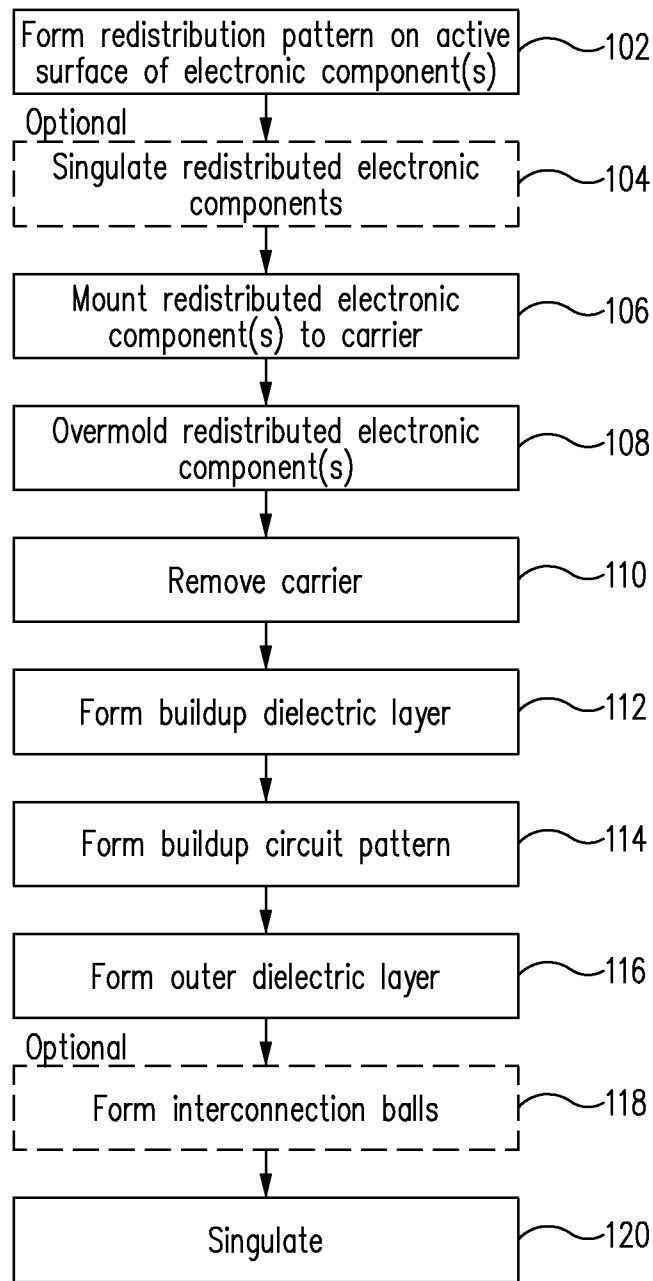 Form redistribution pattern on active
surface of electronic component(s)
102
Optional
Singulate redistributed electronic
components
104
Mount redistributed electronic
component(s) to carrier
106
Overmold redistributed electronic
component(s)
108
Remove carrier
110
Form buildup dielectric layer
112
Form buildup circuit pattern
114
Form outer dielectric layer
116
Optional
Form interconnection balls
118
Singulate
120